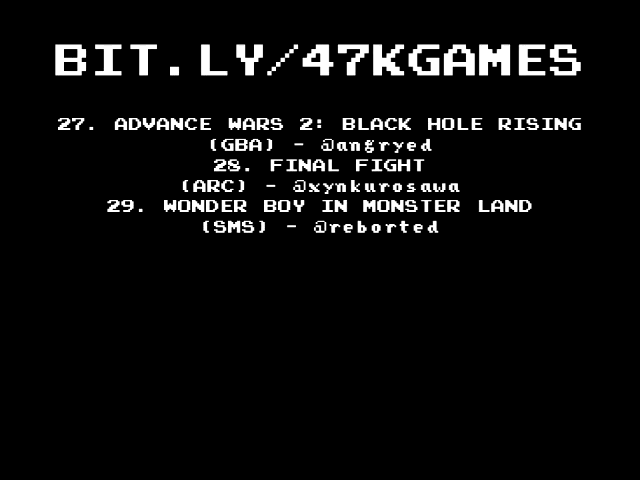 BIT.LY/47KGAMES
27. ADVANCE WARS 2: BLACK HOLE RISING
(GBA) - @angryed
28. FINAL FIGHT
(ARC) - @xynkurosawa
29. WONDER BOY IN MONSTER LAND
(SMS) - @reborted